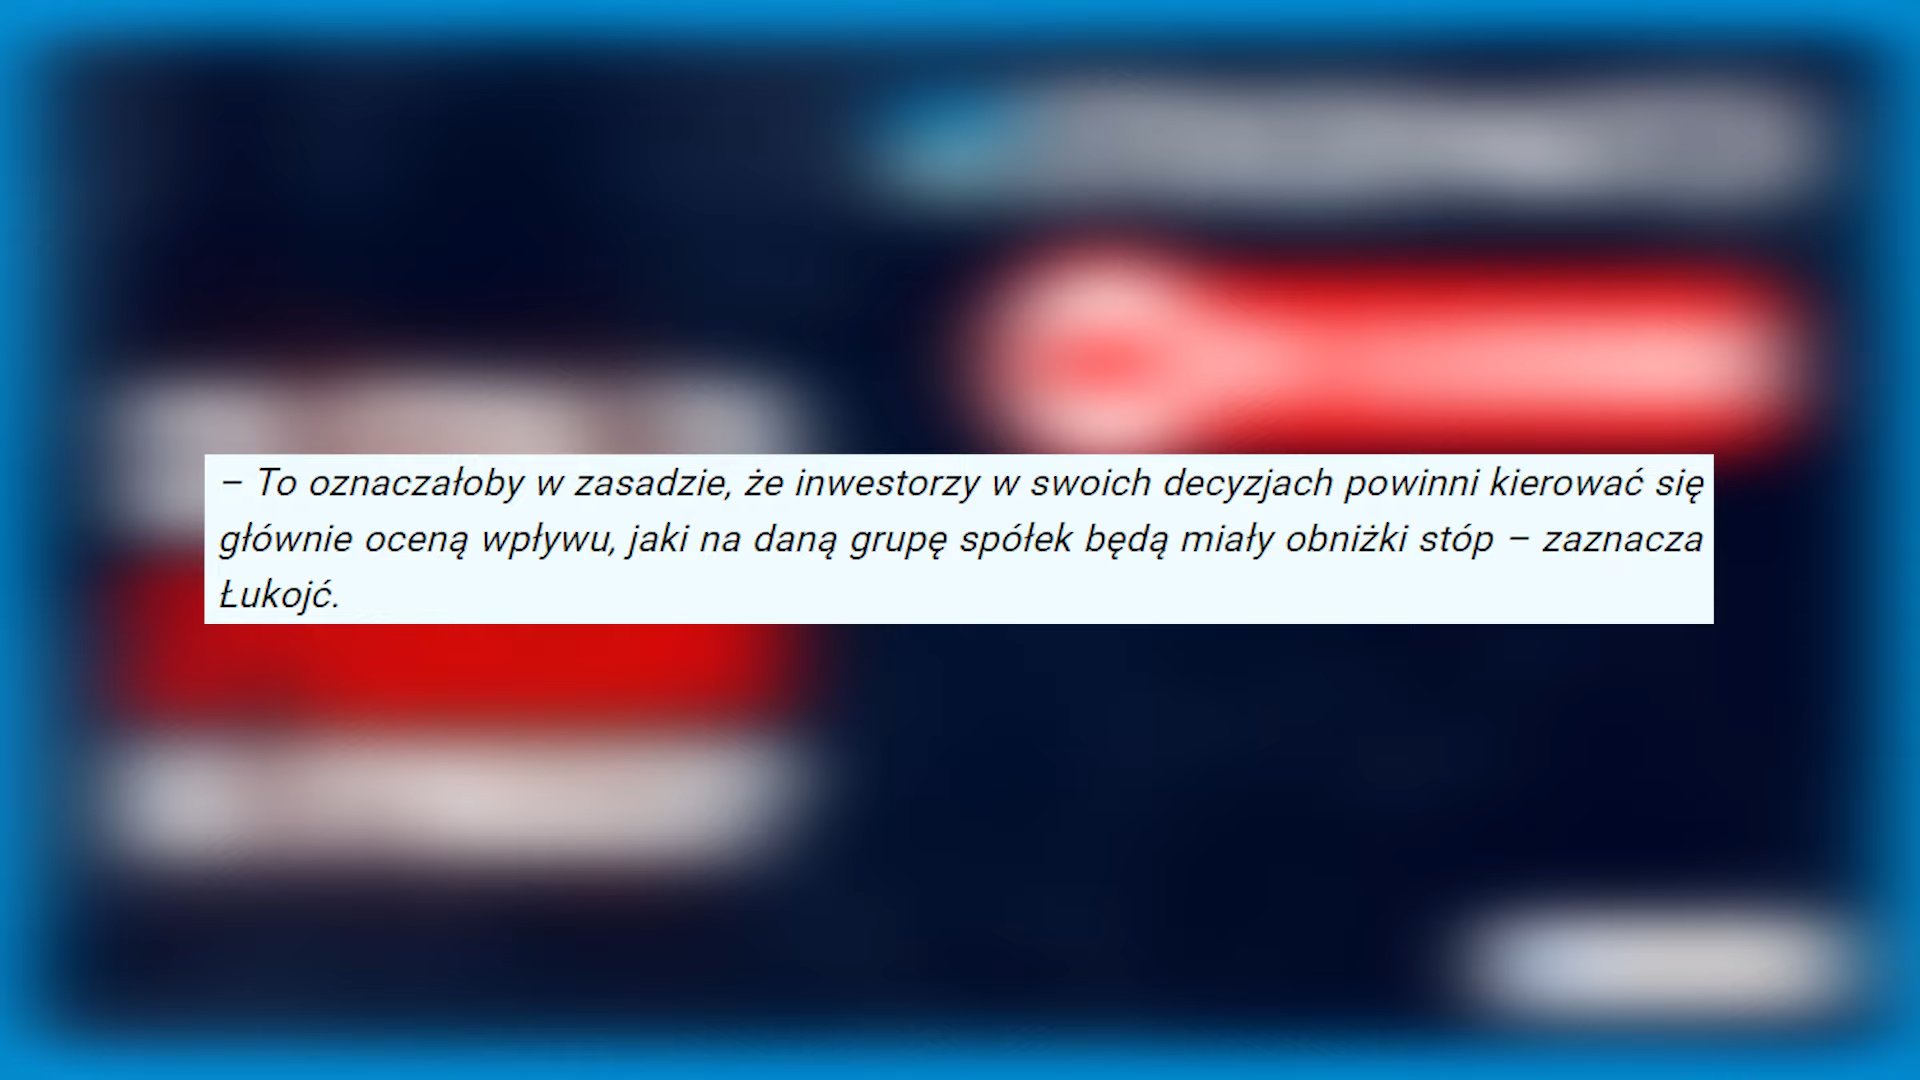 – To oznaczałoby w zasadzie, że inwestorzy w swoich decyzjach powinni kierować się
głównie oceną wpływu, jaki na daną grupę spółek będą miały obniżki stóp – zaznacza
Łukojć.